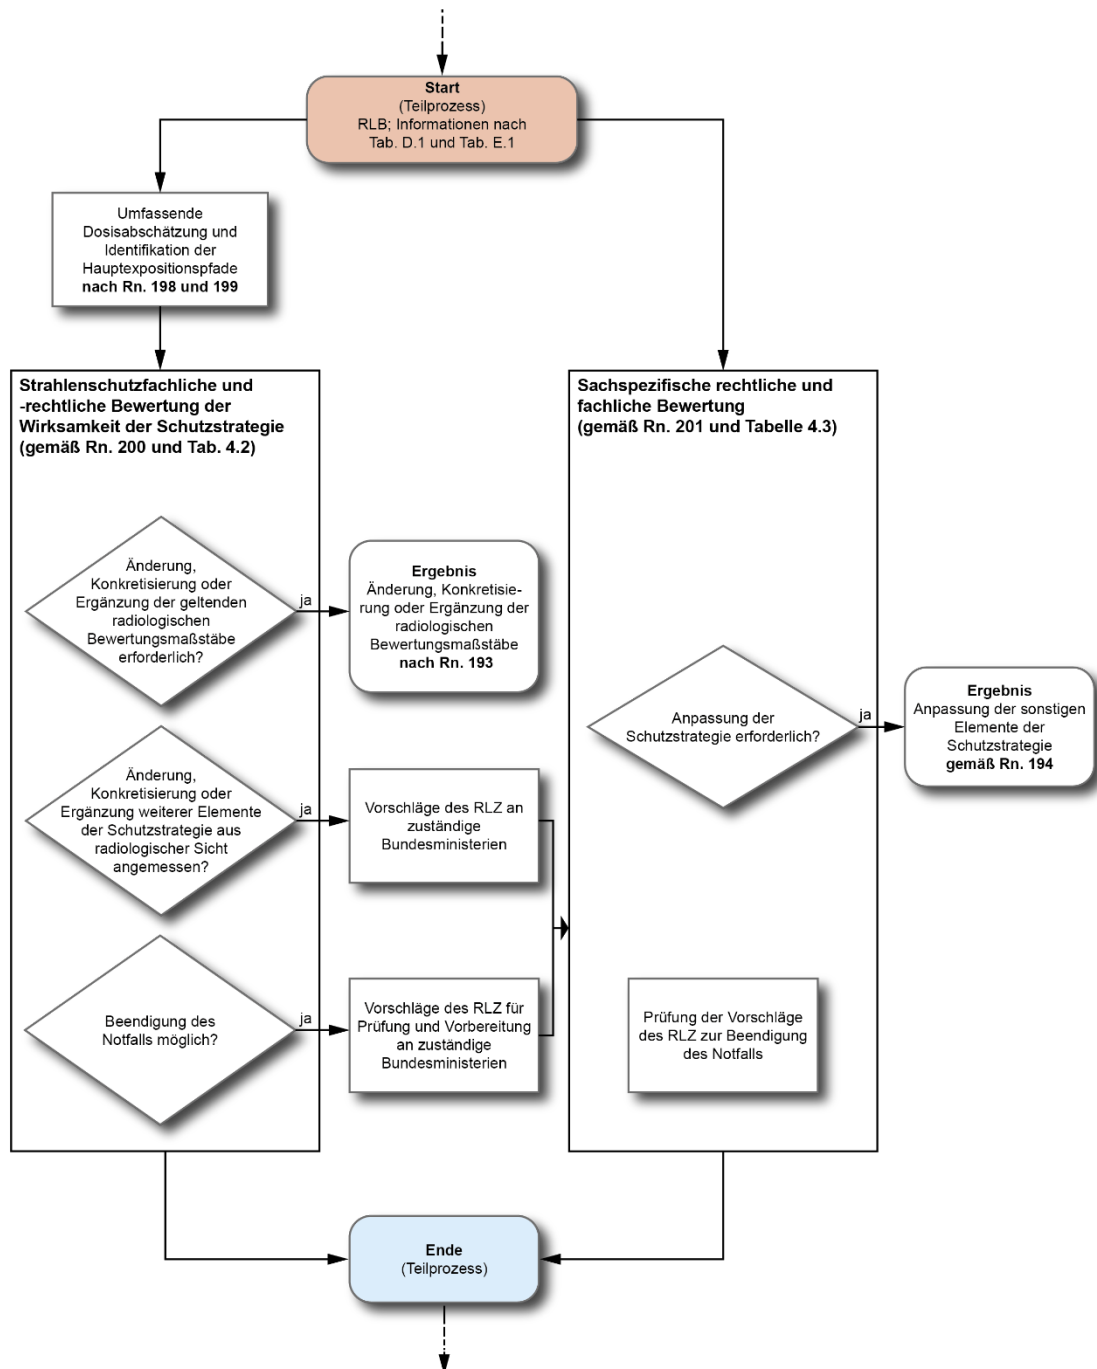 Start
(Teilprozess)
RLB; Informationen nach
Tab. D.1 und Tab. E.1
Umfassende
Dosisabschätzung und
Identifikation der
Hauptexpositionspfade
nach Rn. 198 und 199
Strahlenschutzfachliche und
-rechtliche Bewertung der
Wirksamkeit der Schutzstrategie
(gemäß Rn. 200 und Tab. 4.2)
Änderung,
Konkretisierung oder
Ergänzung der geltenden
radiologischen
Bewertungsmaßstäbe
erforderlich?
ja
Ergebnis
Änderung, Konkretisie-
rung oder Ergänzung der
radiologischen
Bewertungsmaßstäbe
nach Rn. 193
Änderung,
Konkretisierung oder
Ergänzung weiterer Elemente
der Schutzstrategie aus
radiologischer Sicht
angemessen?
ja
Vorschläge des RLZ an
zuständige
Bundesministerien
Beendigung des
Notfalls möglich?
ja
Vorschläge des RLZ für
Prüfung und Vorbereitung
an zuständige
Bundesministerien
Sachspezifische rechtliche und
fachliche Bewertung
(gemäß Rn. 201 und Tabelle 4.3)
Anpassung der
Schutzstrategie erforderlich?
ja
Ergebnis
Anpassung der sonstigen
Elemente der
Schutzstrategie
gemäß Rn. 194
Prüfung der Vorschläge
des RLZ zur Beendigung
des Notfalls
Ende
(Teilprozess)